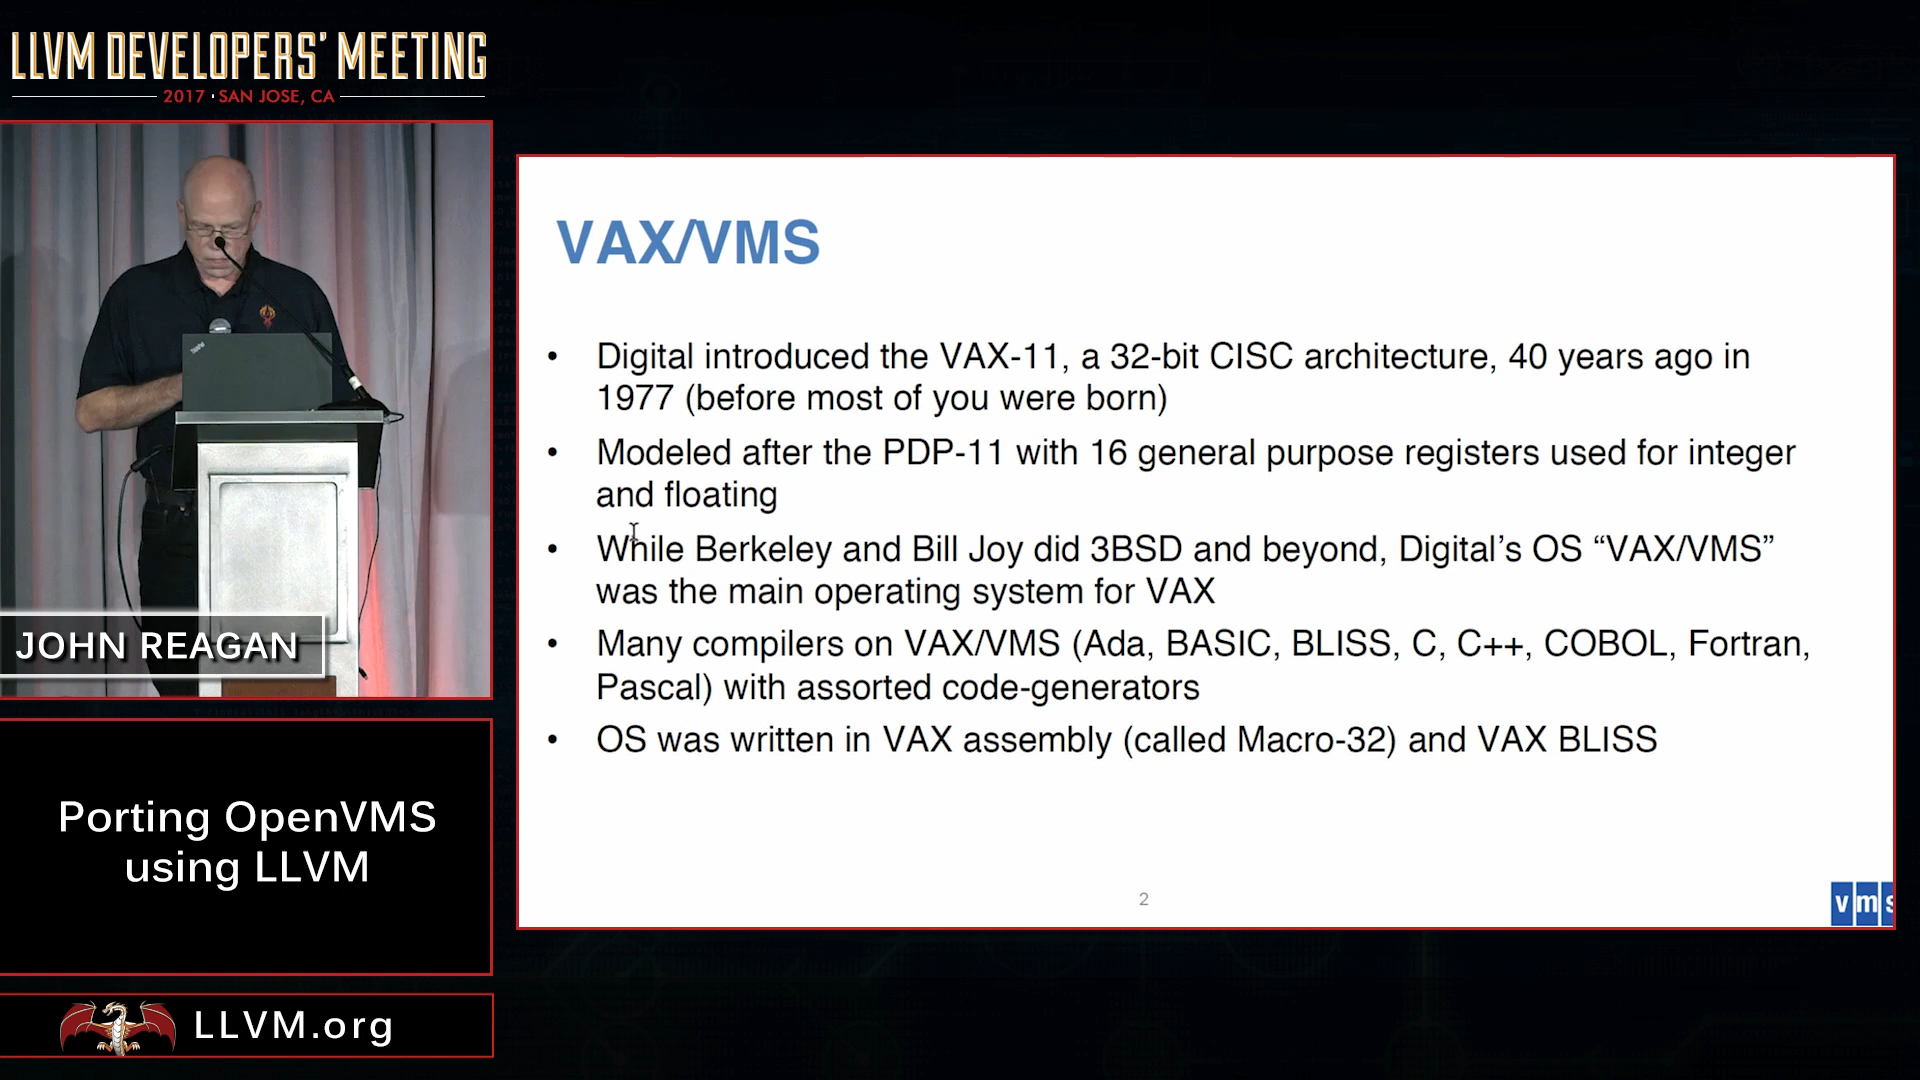 LLVM DEVELOPERS' MEETING
2017 · SAN JOSE, CA
ThinkPad
JOHN REAGAN
Porting OpenVMS
using LLVM
LLVM.org
VAX/VMS
• Digital introduced the VAX-11, a 32-bit CISC architecture, 40 years ago in
1977 (before most of you were born)
• Modeled after the PDP-11 with 16 general purpose registers used for integer
and floating
• While Berkeley and Bill Joy did 3BSD and beyond, Digital’s OS “VAX/VMS”
was the main operating system for VAX
• Many compilers on VAX/VMS (Ada, BASIC, BLISS, C, C++, COBOL, Fortran,
Pascal) with assorted code-generators
• OS was written in VAX assembly (called Macro-32) and VAX BLISS
2
vms